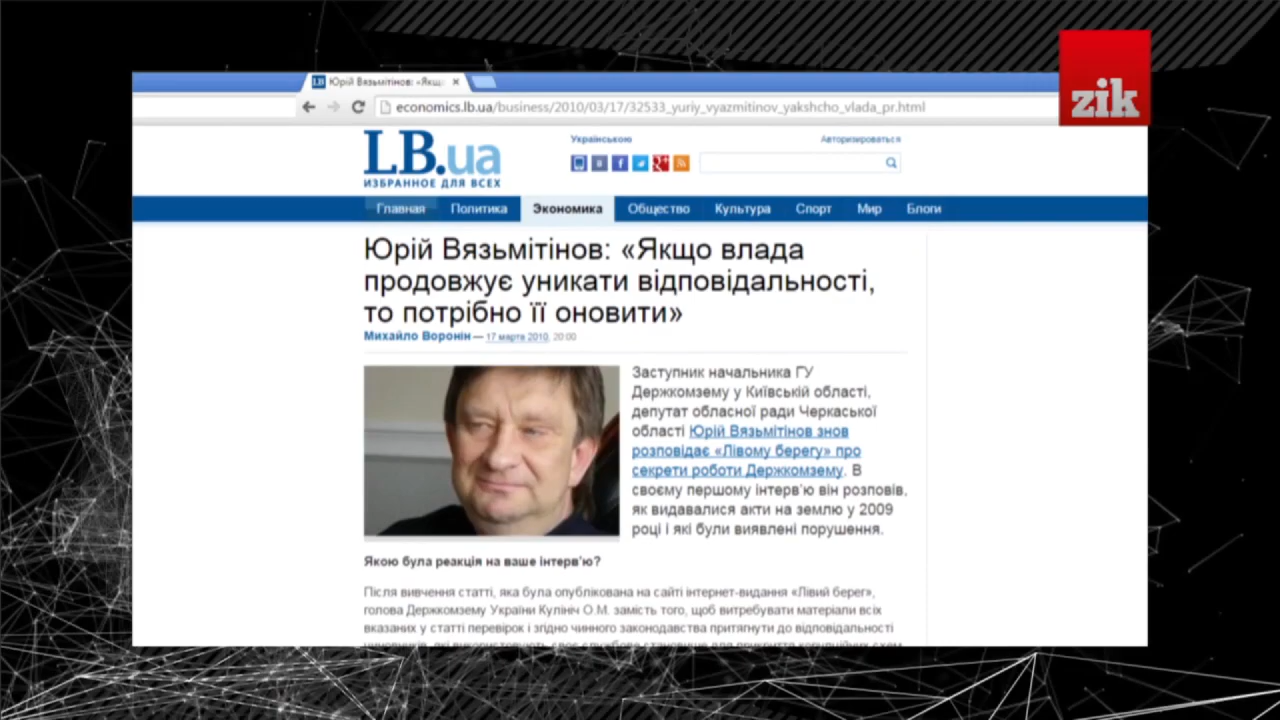 zik
Юрій Вязьмітінов: «Якщ
economics.lb.ua/business/2010/03/17/32533_yuriy_vyazmitinov_yakshcho_vlada_pr.html
LB.ua
ИЗБРАННОЕ ДЛЯ ВСЕХ
Українською
Авторизироваться
Главная Политика Экономика Общество Культура Спорт Мир Блоги
Юрій Вязьмітінов: «Якщо влада
продовжує уникати відповідальності,
то потрібно її оновити»
Михайло Воронін — 17 марта 2010, 20:00
Заступник начальника ГУ
Держкомзему у Київській області,
депутат обласної ради Черкаської
області Юрій Вязьмітінов знов
розповідає «Лівому берегу» про
секрети роботи Держкомзему. В
своєму першому інтерв'ю він розповів,
як видавалися акти на землю у 2009
році і які були виявлені порушення.
Якою була реакція на ваше інтерв'ю?
Після вивчення статті, яка була опублікована на сайті інтернет-видання «Лівий берег»,
голова Держкомзему України Кулініч О.М. замість того, щоб витребувати матеріали всіх
вказаних у статті перевірок і згідно чинного законодавства притягнути до відповідальності